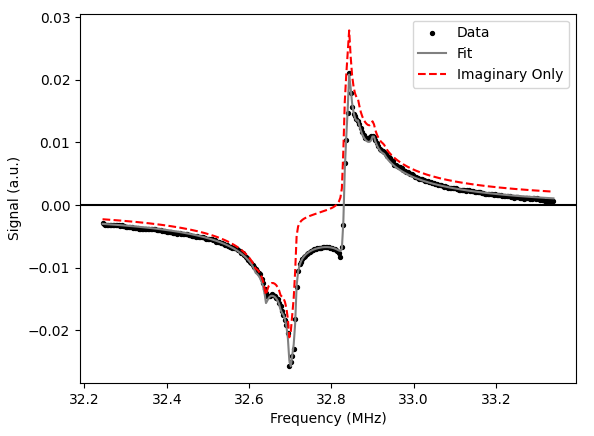 Data
Fit
Imaginary Only
0.03
0.02
0.01
0.00
−0.01
−0.02
Signal (a.u.)
32.2 32.4 32.6 32.8 33.0 33.2
Frequency (MHz)